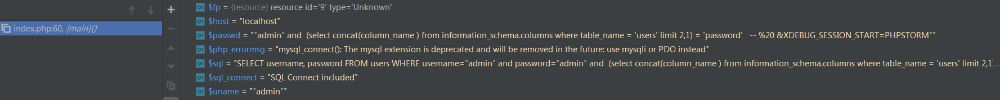 index.php:60, {main}()
$fp = {resource} resource id='9' type='Unknown'
$host = "localhost"
$passwd = ""admin" and  (select concat(column_name ) from information_schema.columns where table_name = 'users' limit 2,1) = 'password'   -- %20 &XDEBUG_SESSION_START=PHPSTORM""
$php_errormsg = "mysql_connect(): The mysql extension is deprecated and will be removed in the future: use mysqli or PDO instead"
$sql = "SELECT username, password FROM users WHERE username="admin" and password="admin" and  (select concat(column_name ) from information_schema.columns where table_name = 'users' limit 2,1...
$sql_connect = "SQL Connect included"
$uname = ""admin""